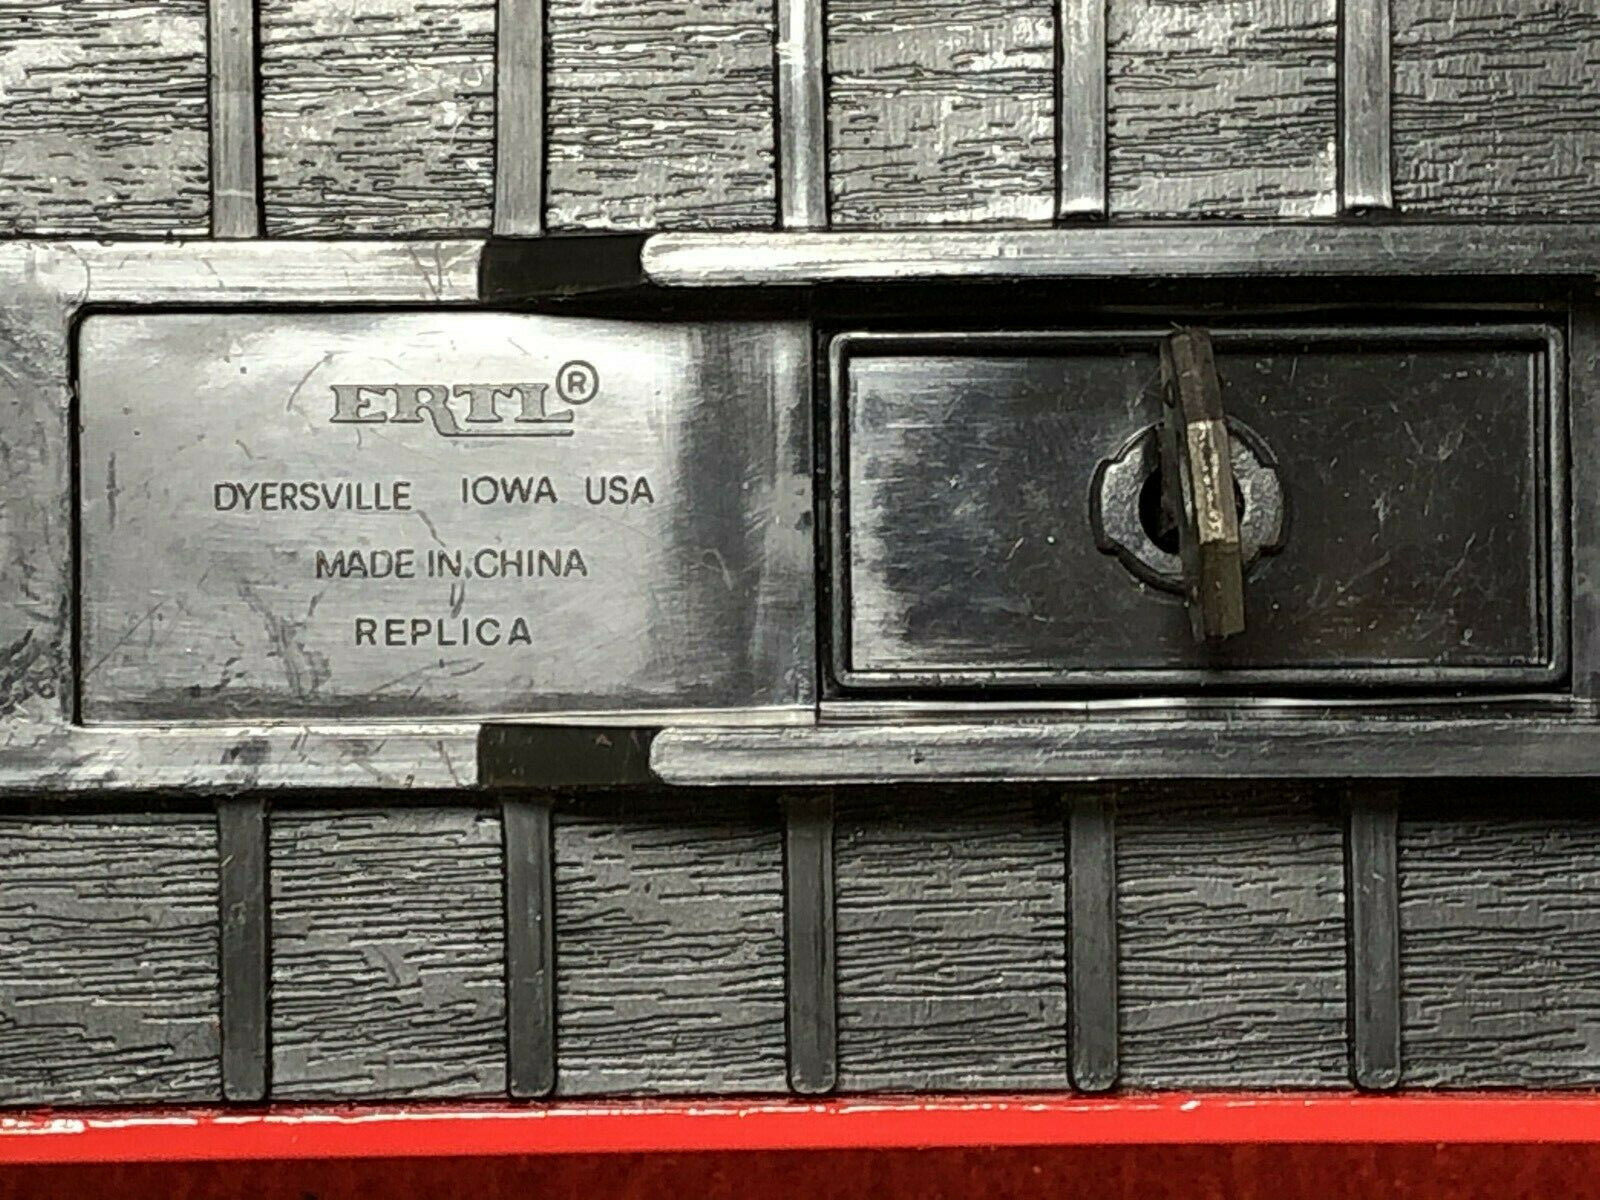 ERTL®
DYERSVILLE IOWA USA
MADE IN CHINA
REPLICA